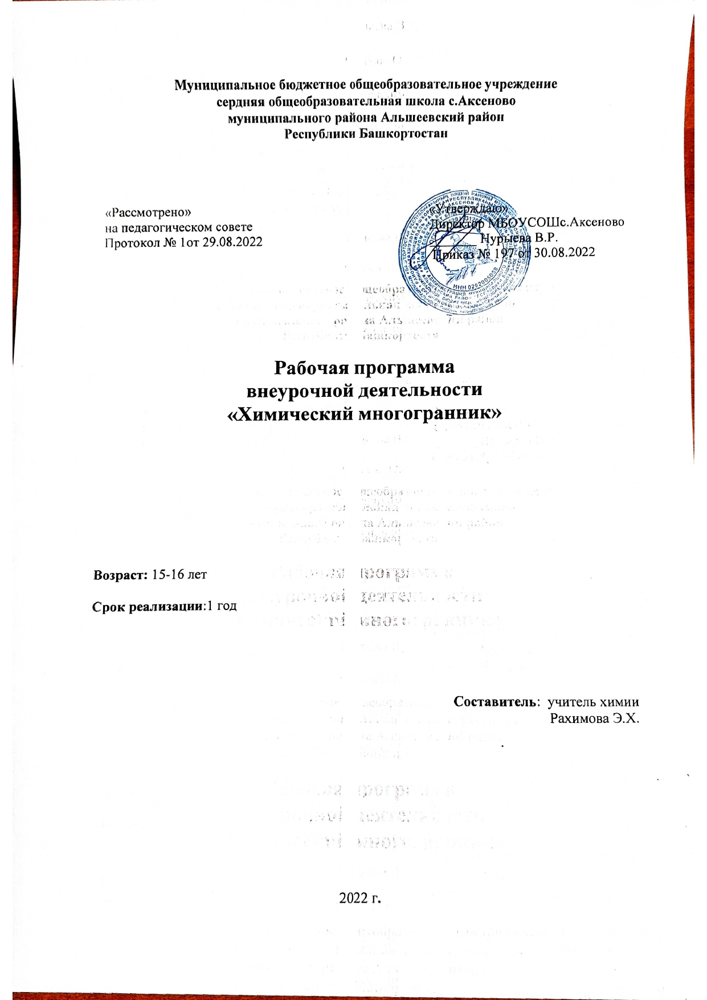 Муниципальное бюджетное общеобразовательное учреждение
сердняя общеобразовательная школа с.Аксеново
муниципального района Альшеевский район
Республики Башкортостан
«Рассмотрено»
на педагогическом совете
Протокол № 1от 29.08.2022
«Утверждаю»
Директор МБОУСОШс.Аксеново
Нурыева В.Р.
Приказ № 197 от 30.08.2022
ИНН 0202005058
Рабочая программа
внеурочной деятельности
«Химический многогранник»
Возраст: 15-16 лет
Срок реализации:1 год
Составитель: учитель химии
Рахимова Э.Х.
2022 г.